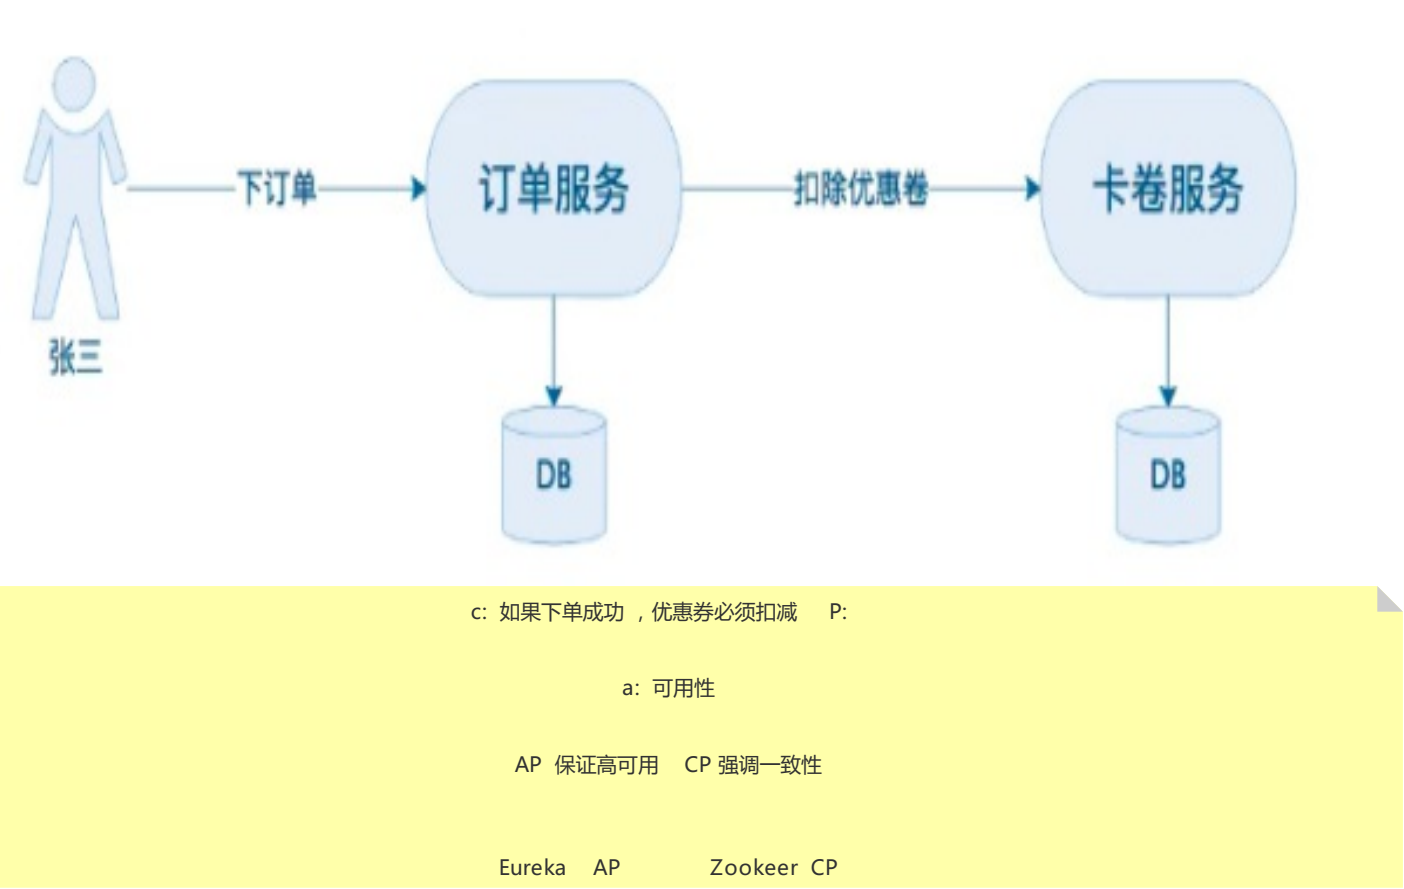 下订单
订单服务
扣除优惠卷
卡卷服务
张三
DB
DB
c: 如果下单成功 , 优惠券必须扣减 P:
a: 可用性
AP 保证高可用 CP 强调一致性
Eureka AP Zookeer CP